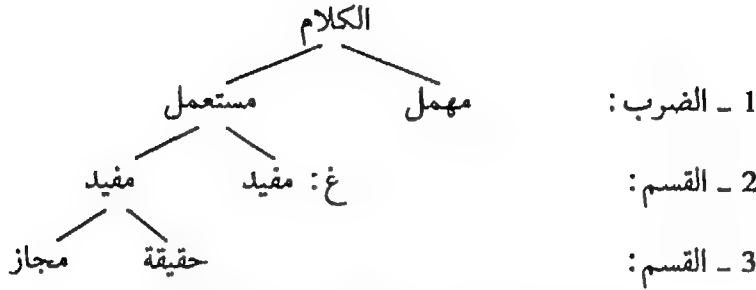 الكلام
1 ـ الضرب: مهمل مستعمل
2 ـ القسم: غ: مفيد مفيد
3 ـ القسم: حقيقة مجاز